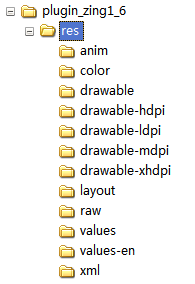 plugin_zing1_6
res
anim
color
drawable
drawable-hdpi
drawable-ldpi
drawable-mdpi
drawable-xhdpi
layout
raw
values
values-en
xml